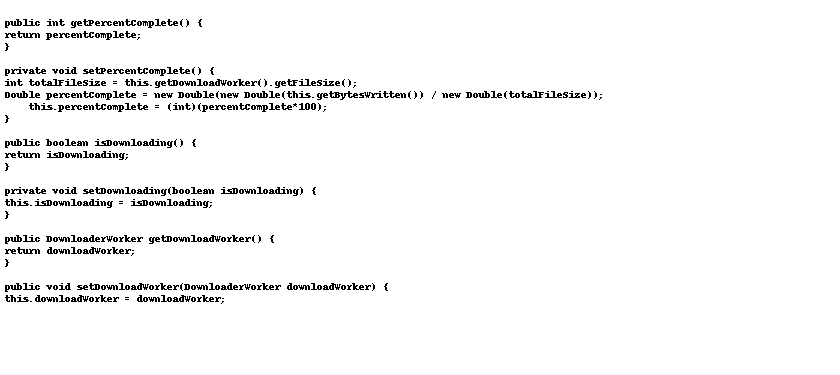 public int getPercentComplete() {
return percentComplete;
}
private void setPercentComplete() {
int totalFileSize = this.getDownloadWorker().getFileSize();
Double percentComplete = new Double(new Double(this.getBytesWritten()) / new Double(totalFileSize));
this.percentComplete = (int)(percentComplete*100);
}
public boolean isDownloading() {
return isDownloading;
}
private void setDownloading(boolean isDownloading) {
this.isDownloading = isDownloading;
}
public DownloaderWorker getDownloadWorker() {
return downloadWorker;
}
public void setDownloadWorker(DownloaderWorker downloadWorker) {
this.downloadWorker = downloadWorker;